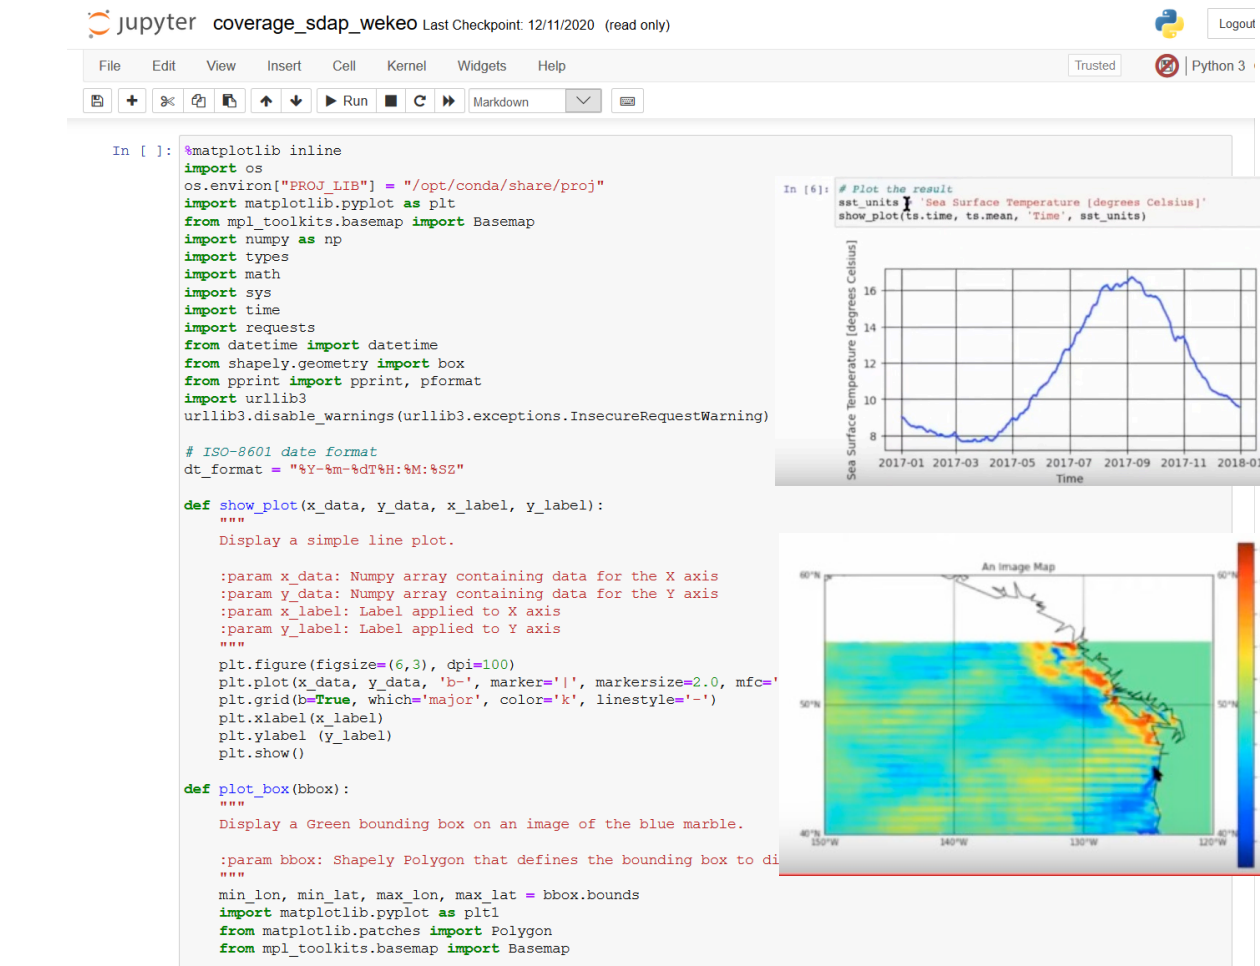 jupyter coverage_sdap_wekeo Last Checkpoint: 12/11/2020 (read only)
Logout
File Edit View Insert Cell Kernel Widgets Help
Trusted
Python 3
Run
Markdown
In [ ]:
%matplotlib inline
import os
os.environ["PROJ_LIB"] = "/opt/conda/share/proj"
import matplotlib.pyplot as plt
from mpl_toolkits.basemap import Basemap
import numpy as np
import types
import math
import sys
import time
import requests
from datetime import datetime
from shapely.geometry import box
from pprint import pprint, pformat
import urllib3
urllib3.disable_warnings(urllib3.exceptions.InsecureRequestWarning)
# ISO-8601 date format
dt_format = "%Y-%m-%dT%H:%M:%SZ"
def show_plot(x_data, y_data, x_label, y_label):
"""
Display a simple line plot.
:param x_data: Numpy array containing data for the X axis
:param y_data: Numpy array containing data for the Y axis
:param x_label: Label applied to X axis
:param y_label: Label applied to Y axis
"""
plt.figure(figsize=(6,3), dpi=100)
plt.plot(x_data, y_data, 'b-', marker='|', markersize=2.0, mfc='
plt.grid(b=True, which='major', color='k', linestyle='-')
plt.xlabel(x_label)
plt.ylabel (y_label)
plt.show()
def plot_box(bbox):
"""
Display a Green bounding box on an image of the blue marble.
:param bbox: Shapely Polygon that defines the bounding box to di
"""
min_lon, min_lat, max_lon, max_lat = bbox.bounds
import matplotlib.pyplot as plt1
from matplotlib.patches import Polygon
from mpl_toolkits.basemap import Basemap
In [6]:
# Plot the result
sst_units = 'Sea Surface Temperature [degrees Celsius]'
show_plot(ts.time, ts.mean, 'Time', sst_units)
Sea Surface Temperature [degrees Celsius]
16
14
12
10
8
2017-01 2017-03 2017-05 2017-07 2017-09 2017-11 2018-01
Time
An Image Map
60°N 60°N
50°N 50°N
40°N 40°N
150°W 140°W 130°W 120°W